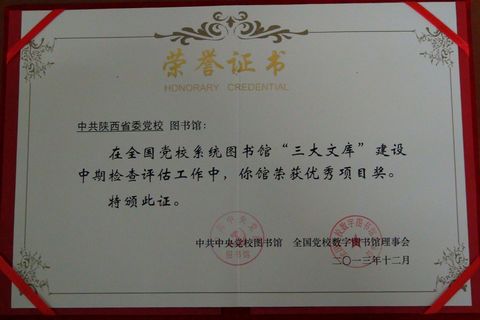 荣誉证书
HONORARY CREDENTIAL
中共陕西省委党校 图书馆：
在全国党校系统图书馆“三大文库”建设
中期检查评估工作中，你馆荣获优秀项目奖。
特颁此证。
中共中央党校图书馆 全国党校数字图书馆理事会
二〇一三年十二月